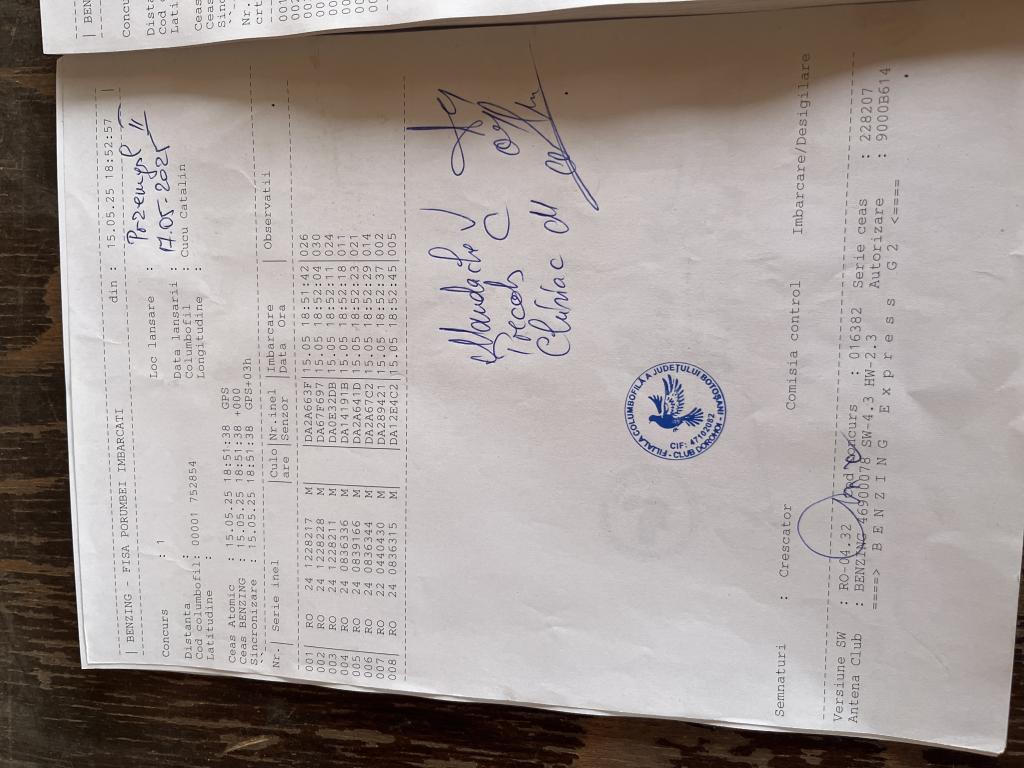 | BENZING - FISA PORUMBEI IMBARCATI din : 15.05.25 18:52:57 |
Concurs : 1 Loc lansare : Przemysl II
Distanta Data lansarii : 17.05-2025
Cod columbofil: 00001 752854 Columbofil : Cucu Catalin
Latitudine : Longitudine :
Ceas Atomic : 15.05.25 18:51:38 GPS
Ceas BENZING : 15.05.25 18:51:38 +000
Sincronizare : 15.05.25 18:51:38 GPS+03h
Nr.| Serie inel |Culo|Nr.inel |Imbarcare | Observatii
are |Senzor |Data Ora
001| RO 24 1228217 M |DA2A663F|15.05 18:51:42|026
002| RO 24 1228228 M |DA67F697|15.05 18:52:04|030
003| RO 24 1228211 M |DA0E32DB|15.05 18:52:11|024
004| RO 24 0836336 M |DA14191B|15.05 18:52:18|011
005| RO 24 0839166 M |DA2A641D|15.05 18:52:23|021
006| RO 24 0836344 M |DA2A67C2|15.05 18:52:29|014
007| RO 22 0440430 M |DA289421|15.05 18:52:37|002
008| RO 24 0836315 M |DA12E4C2|15.05 18:52:45|005
Mandache V
C
M
FILIALA COLUMBOFILĂ A JUDEȚULUI BOTOȘANI - CLUB DOROHOI -
CIF: 47102082
Semnaturi : Crescator Comisia control Imbarcare/Desigilare
Versiune SW : RO-04.32 concurs : 016382 Serie ceas : 228207
Antena Club : BENZING 46900078 SW-4.3 HW-2.3 Autorizare : 9000B614
====> B E N Z I N G E x p r e s s G 2 <====